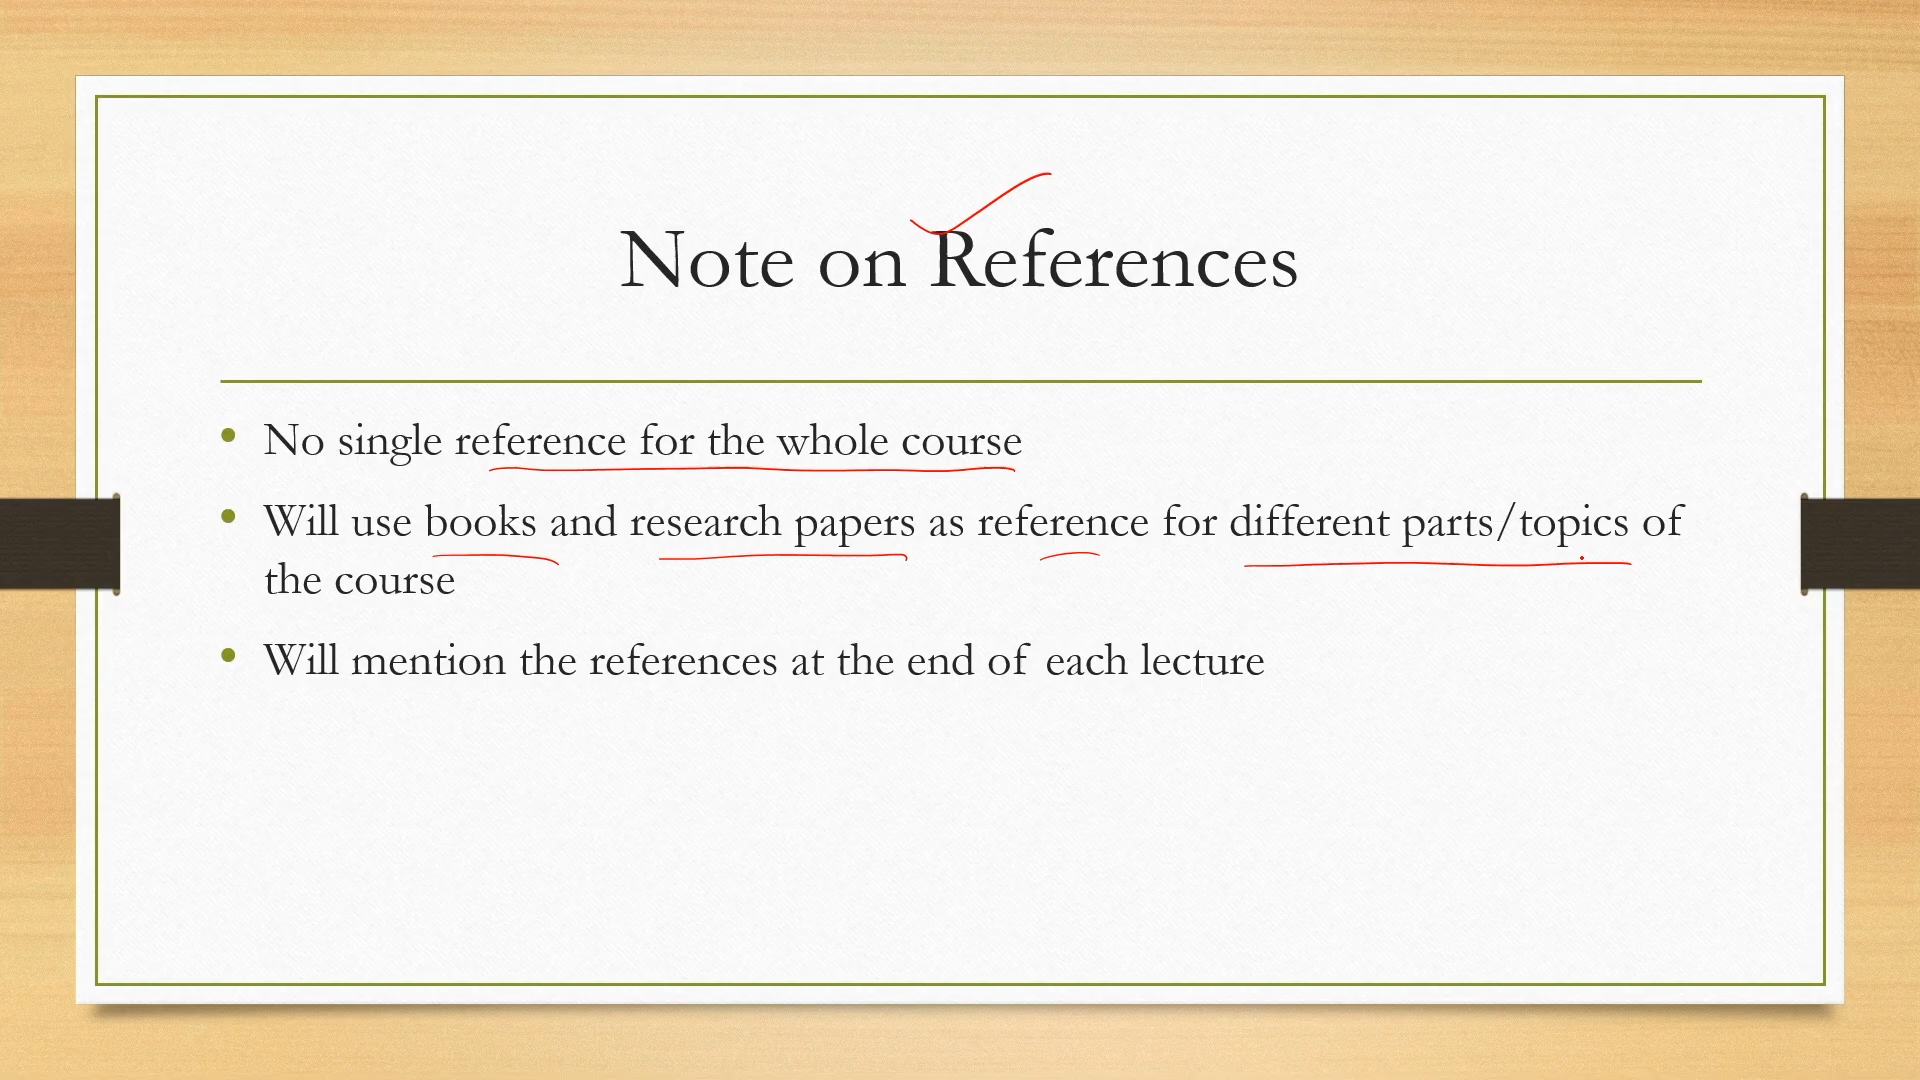 Note on References
• No single reference for the whole course
• Will use books and research papers as reference for different parts/topics of
the course
• Will mention the references at the end of each lecture